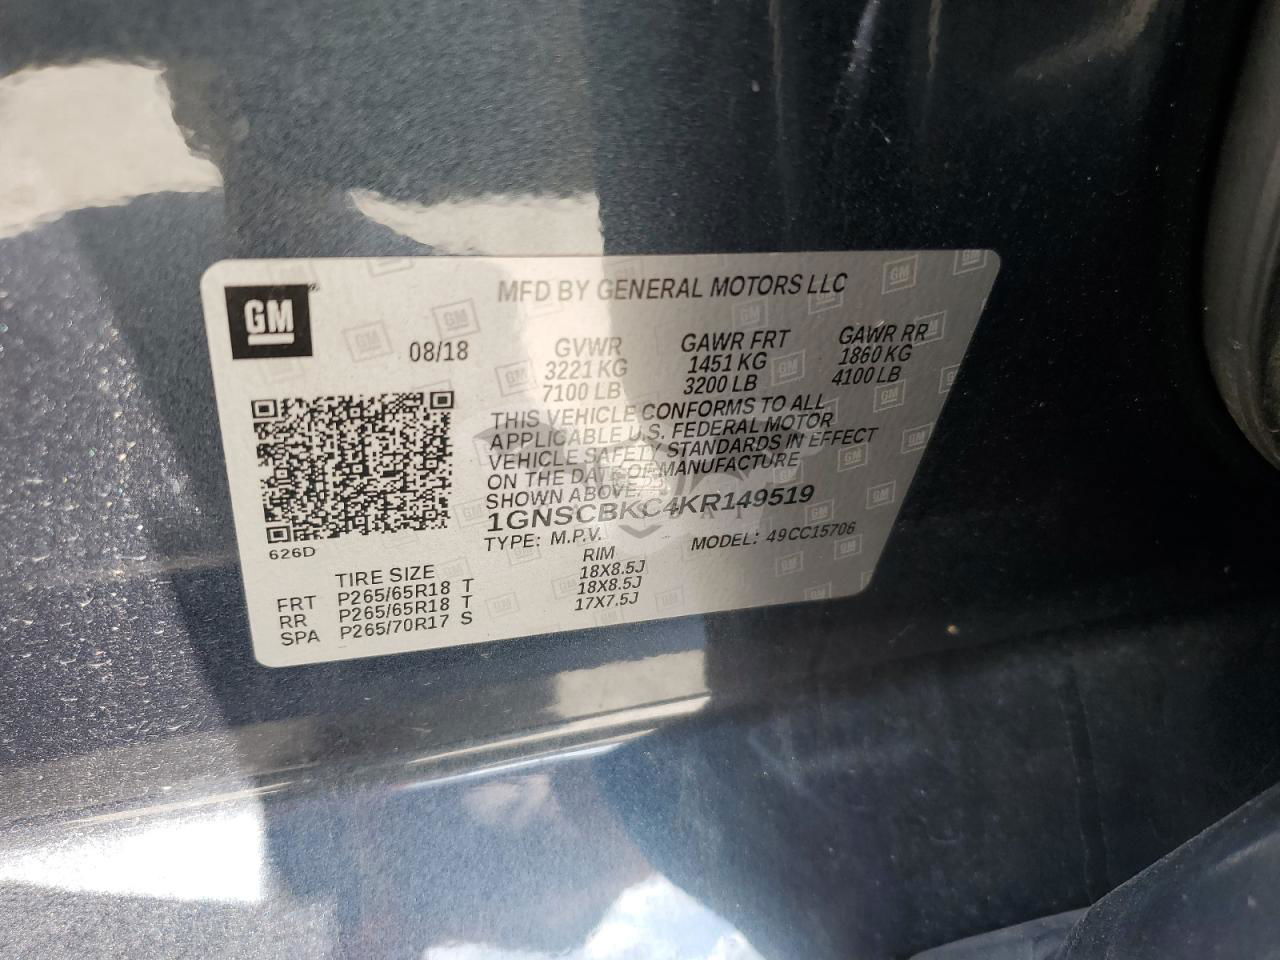 GM
MFD BY GENERAL MOTORS LLC
08/18
GVWR GAWR FRT GAWR RR
3221 KG 1451 KG 1860 KG
7100 LB 3200 LB 4100 LB
THIS VEHICLE CONFORMS TO ALL
APPLICABLE U.S. FEDERAL MOTOR
VEHICLE SAFETY STANDARDS IN EFFECT
ON THE DATE OF MANUFACTURE
SHOWN ABOVE.
1GNSCBKC4KR149519
TYPE: M.P.V. MODEL: 49CC15706
626D
TIRE SIZE RIM
FRT P265/65R18 T 18X8.5J
RR P265/65R18 T 18X8.5J
SPA P265/70R17 S 17X7.5J